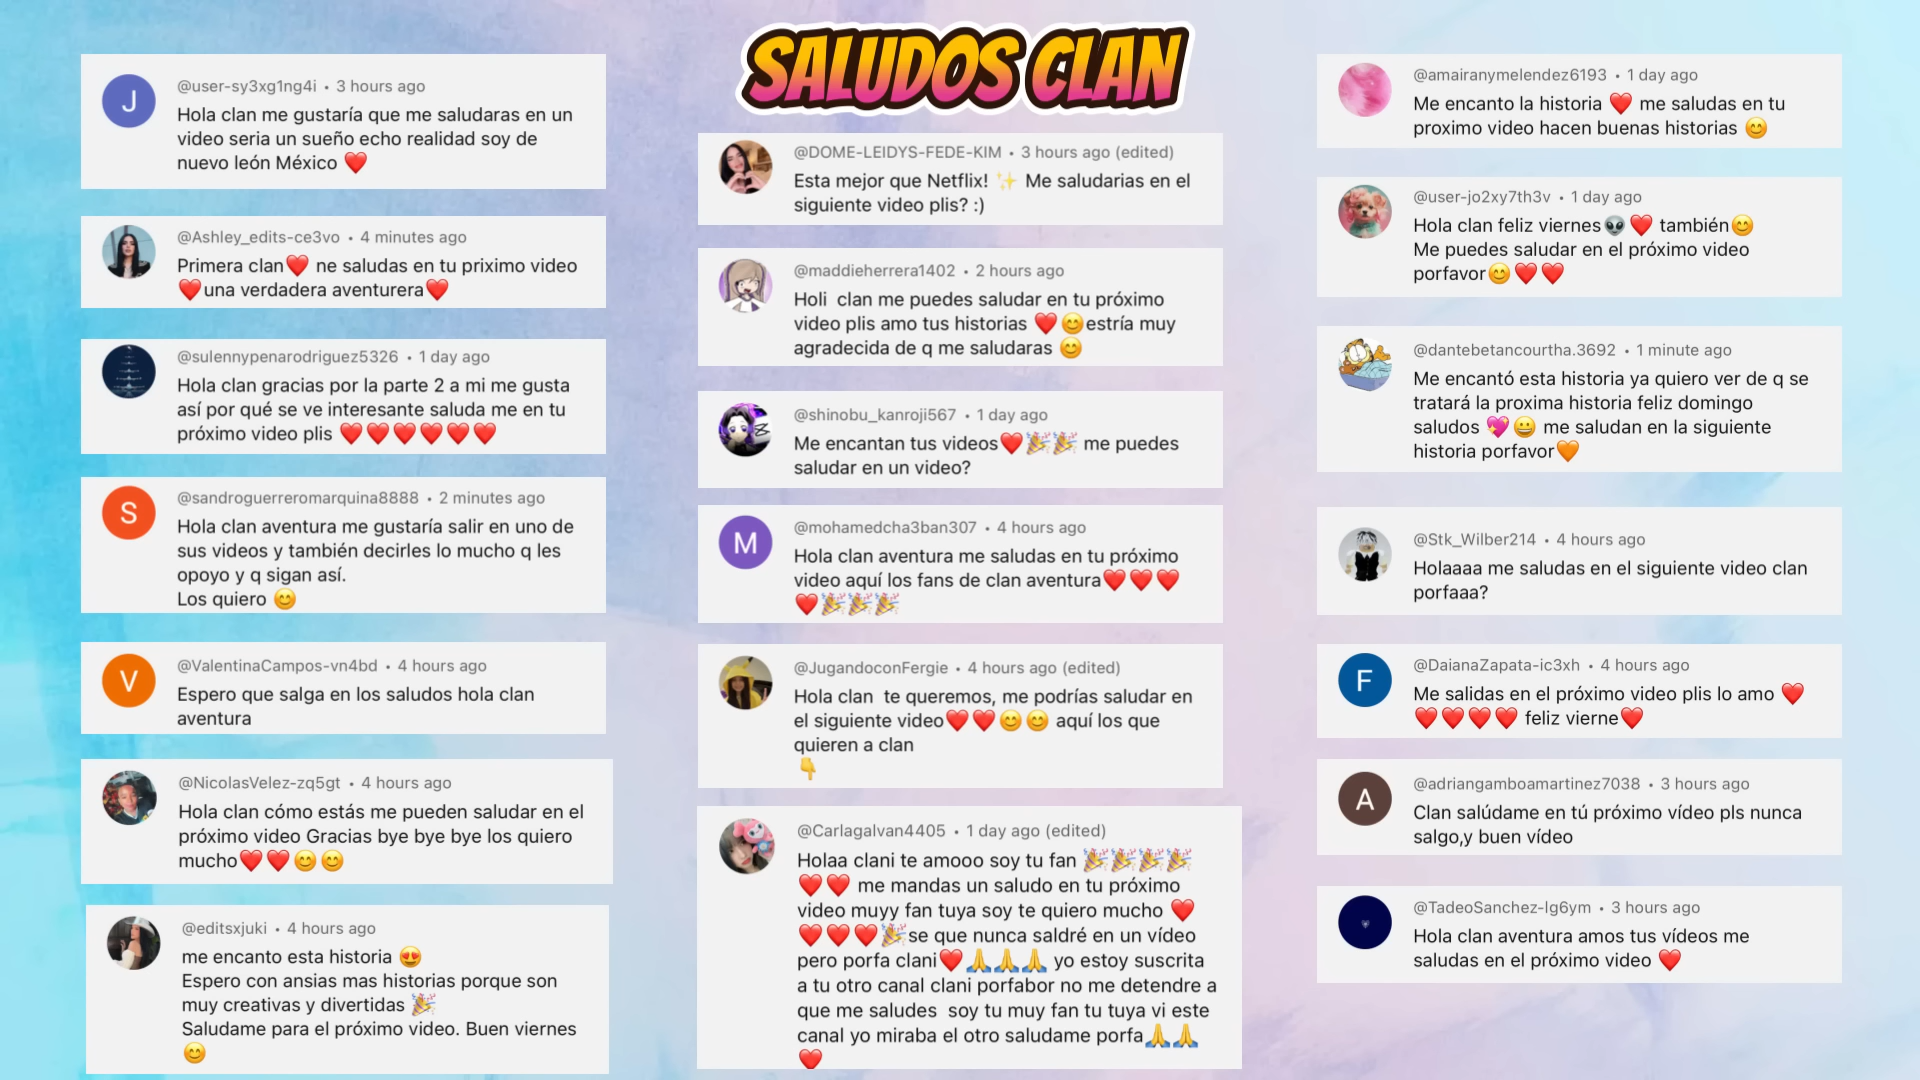 SALUDOS CLAN
@user-sy3xg1ng4i • 3 hours ago
Hola clan me gustaría que me saludaras en un
video seria un sueño echo realidad soy de
nuevo león México ❤️
J
@Ashley_edits-ce3vo • 4 minutes ago
Primera clan❤️ ne saludas en tu priximo video
❤️una verdadera aventurera❤️
@sulennypenarodriguez5326 • 1 day ago
Hola clan gracias por la parte 2 a mi me gusta
así por qué se ve interesante saluda me en tu
próximo video plis ❤️❤️❤️❤️❤️❤️
@sandroguerreromarquina8888 • 2 minutes ago
S
Hola clan aventura me gustaría salir en uno de
sus videos y también decirles lo mucho q les
opoyo y q sigan así.
Los quiero 😊
@ValentinaCampos-vn4bd • 4 hours ago
V
Espero que salga en los saludos hola clan
aventura
@NicolasVelez-zq5gt • 4 hours ago
Hola clan cómo estás me pueden saludar en el
próximo video Gracias bye bye bye los quiero
mucho❤️❤️😊😊
@editsxjuki • 4 hours ago
me encanto esta historia 😍
Espero con ansias mas historias porque son
muy creativas y divertidas 🎉
Saludame para el próximo video. Buen viernes
😊
@DOME-LEIDYS-FEDE-KIM • 3 hours ago (edited)
Esta mejor que Netflix! ✨ Me saludarias en el
siguiente video plis? :)
@maddieherrera1402 • 2 hours ago
Holi  clan me puedes saludar en tu próximo
video plis amo tus historias ❤️😊estría muy
agradecida de q me saludaras 😊
@shinobu_kanroji567 • 1 day ago
Me encantan tus videos❤️🎉🎉 me puedes
saludar en un video?
@mohamedcha3ban307 • 4 hours ago
M
Hola clan aventura me saludas en tu próximo
video aquí los fans de clan aventura❤️❤️❤️
❤️🎉🎉🎉
@JugandoconFergie • 4 hours ago (edited)
Hola clan  te queremos, me podrías saludar en
el siguiente video❤️❤️😊😊 aquí los que
quieren a clan
👇
@Carlagalvan4405 • 1 day ago (edited)
Holaa clani te amooo soy tu fan 🎉🎉🎉🎉
❤️❤️ me mandas un saludo en tu próximo
video muyy fan tuya soy te quiero mucho ❤️
❤️❤️❤️🎉se que nunca saldré en un vídeo
pero porfa clani❤️🙏🙏🙏 yo estoy suscrita
a tu otro canal clani porfabor no me detendre a
que me saludes  soy tu muy fan tu tuya vi este
canal yo miraba el otro saludame porfa🙏🙏
❤️
@amairanymelendez6193 • 1 day ago
Me encanto la historia ❤️ me saludas en tu
proximo video hacen buenas historias 😊
@user-jo2xy7th3v • 1 day ago
Hola clan feliz viernes👽❤️ también😊
Me puedes saludar en el próximo video
porfavor😊❤️❤️
@dantebetancourtha.3692 • 1 minute ago
Me encantó esta historia ya quiero ver de q se
tratará la proxima historia feliz domingo
saludos 💖😀 me saludan en la siguiente
historia porfavor🧡
@Stk_Wilber214 • 4 hours ago
Holaaaa me saludas en el siguiente video clan
porfaaa?
@DaianaZapata-ic3xh • 4 hours ago
F
Me salidas en el próximo video plis lo amo ❤️
❤️❤️❤️❤️ feliz vierne❤️
@adriangamboamartinez7038 • 3 hours ago
A
Clan salúdame en tú próximo vídeo pls nunca
salgo,y buen vídeo
@TadeoSanchez-lg6ym • 3 hours ago
Hola clan aventura amos tus vídeos me
saludas en el próximo video ❤️